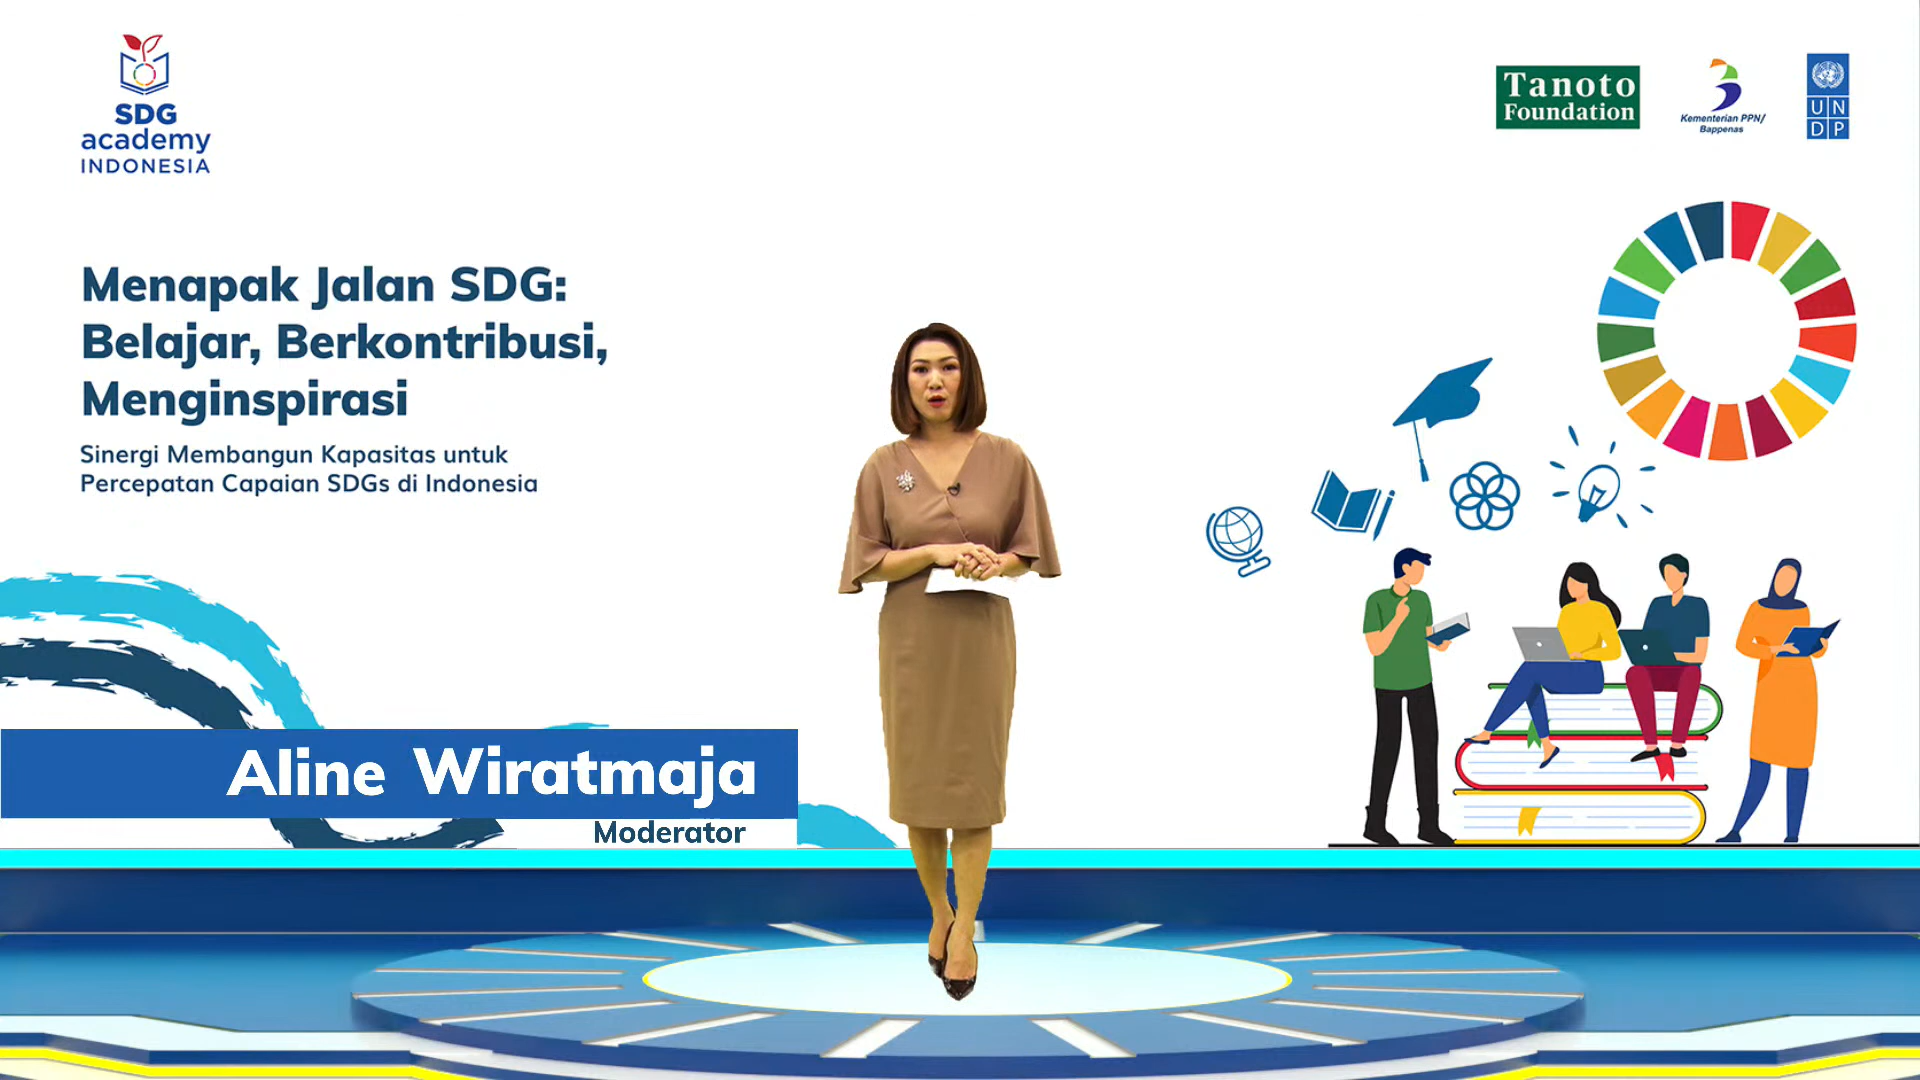 SDG
academy
INDONESIA
Tanoto
Foundation
Kementerian PPN/
Bappenas
U N
D P
Menapak Jalan SDG:
Belajar, Berkontribusi,
Menginspirasi
Sinergi Membangun Kapasitas untuk
Percepatan Capaian SDGs di Indonesia
Aline Wiratmaja
Moderator